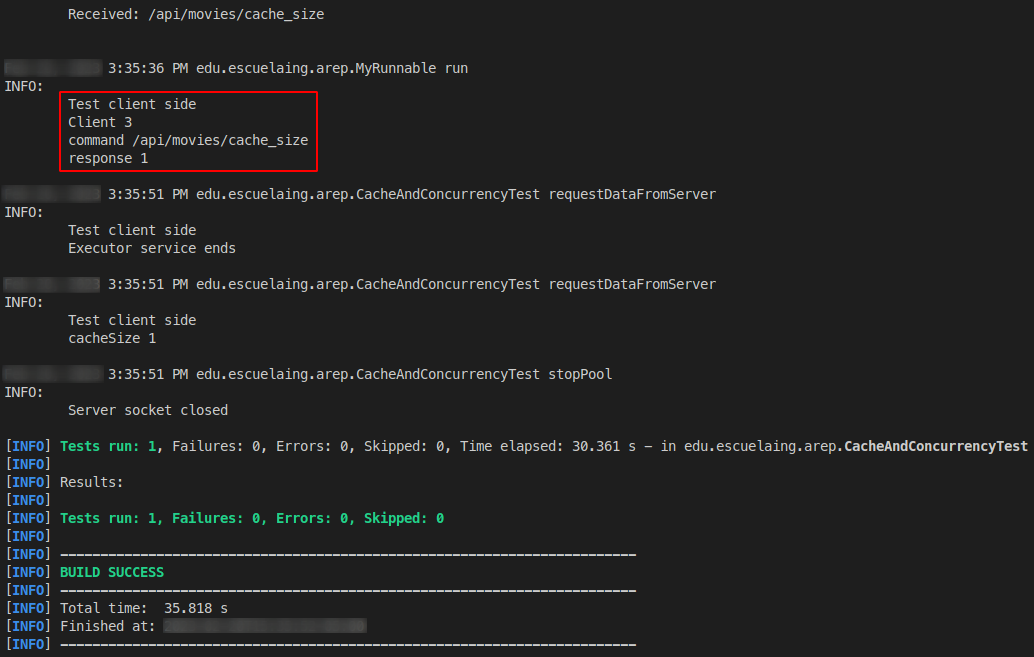 Received: /api/movies/cache_size
3:35:36 PM edu.escuelaing.arep.MyRunnable run
INFO:
Test client side
Client 3
command /api/movies/cache_size
response 1
3:35:51 PM edu.escuelaing.arep.CacheAndConcurrencyTest requestDataFromServer
INFO:
Test client side
Executor service ends
3:35:51 PM edu.escuelaing.arep.CacheAndConcurrencyTest requestDataFromServer
INFO:
Test client side
cacheSize 1
3:35:51 PM edu.escuelaing.arep.CacheAndConcurrencyTest stopPool
INFO:
Server socket closed
[INFO] Tests run: 1, Failures: 0, Errors: 0, Skipped: 0, Time elapsed: 30.361 s - in edu.escuelaing.arep.CacheAndConcurrencyTest
[INFO]
[INFO] Results:
[INFO]
[INFO] Tests run: 1, Failures: 0, Errors: 0, Skipped: 0
[INFO]
[INFO] ------------------------------------------------------------------------
[INFO] BUILD SUCCESS
[INFO] ------------------------------------------------------------------------
[INFO] Total time:  35.818 s
[INFO] Finished at:
[INFO] ------------------------------------------------------------------------